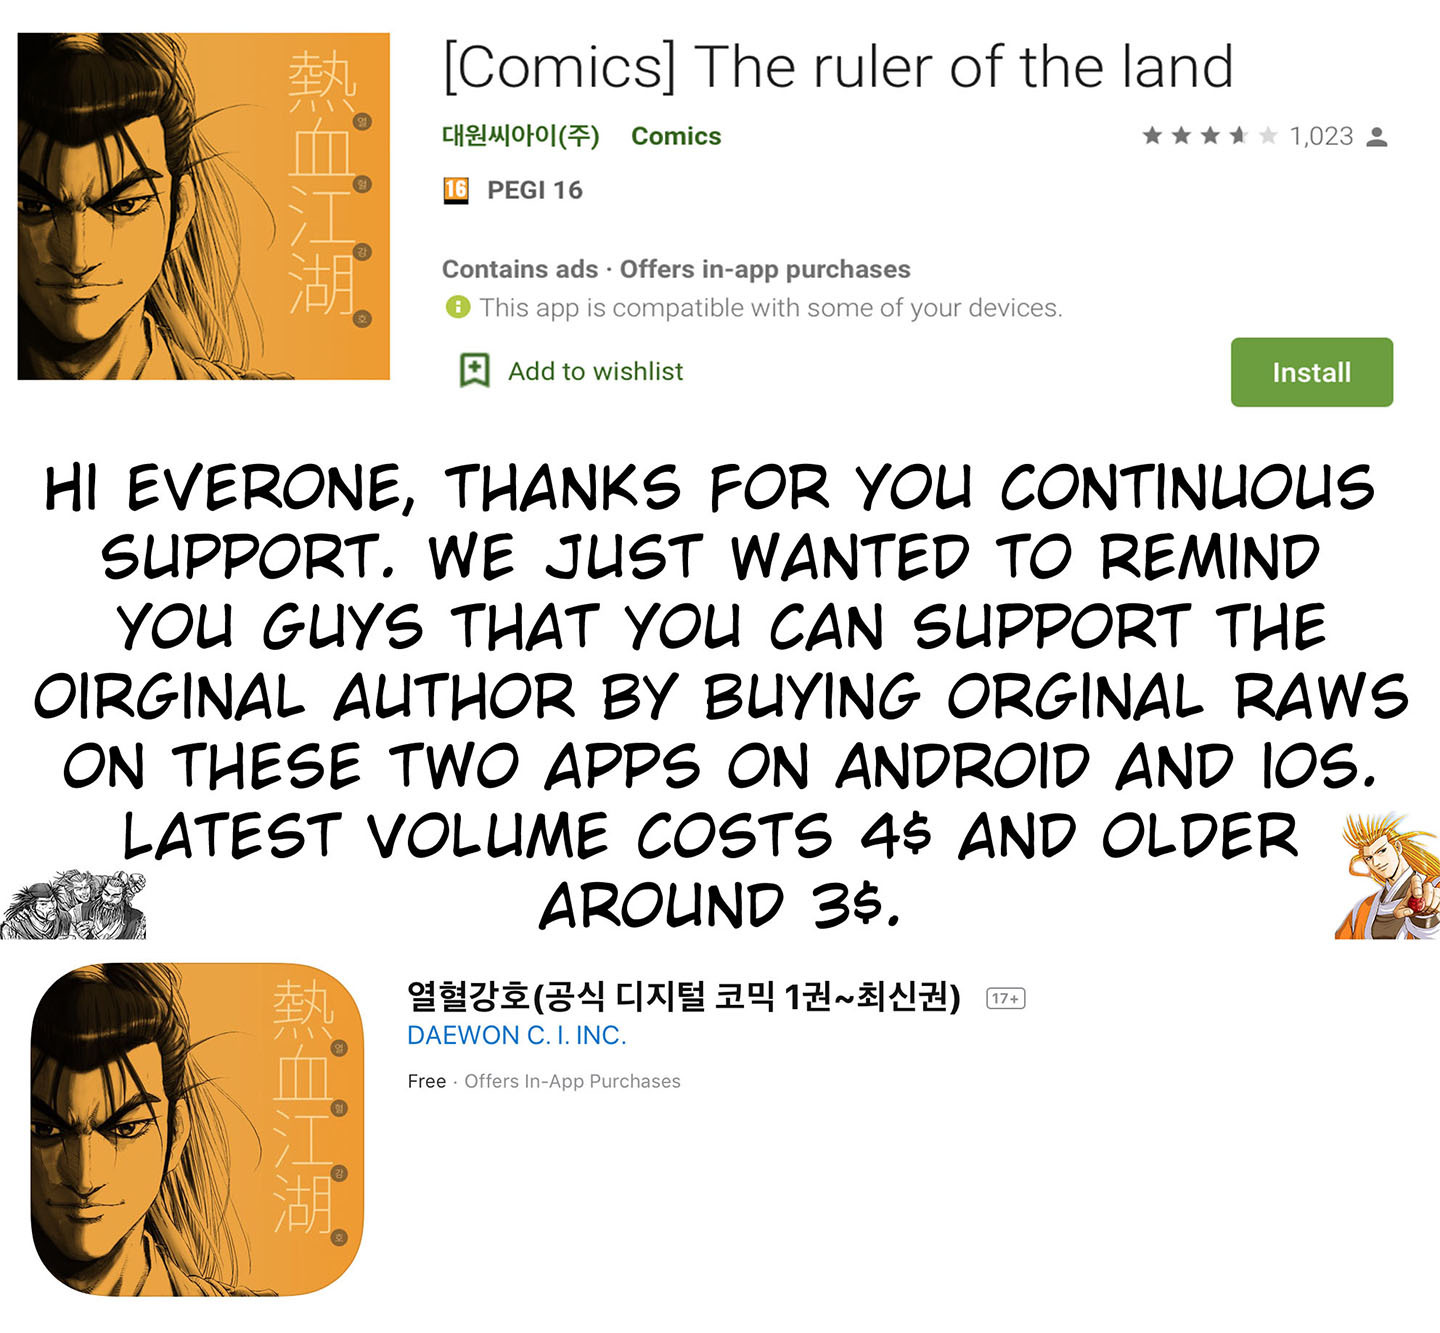 [Comics] The ruler of the land
대원씨아이(주) Comics 1,023
16 PEGI 16
Contains ads · Offers in-app purchases
This app is compatible with some of your devices.
Add to wishlist
Install
熱
열
血
혈
江
강
湖
호
HI EVERONE, THANKS FOR YOU CONTINUOUS
SUPPORT. WE JUST WANTED TO REMIND
YOU GUYS THAT YOU CAN SUPPORT THE
OIRGINAL AUTHOR BY BUYING ORGINAL RAWS
ON THESE TWO APPS ON ANDROID AND IOS.
LATEST VOLUME COSTS 4$ AND OLDER
AROUND 3$.
열혈강호(공식 디지털 코믹 1권~최신권) 17+
DAEWON C. I. INC.
Free · Offers In-App Purchases
熱
열
血
혈
江
강
湖
호